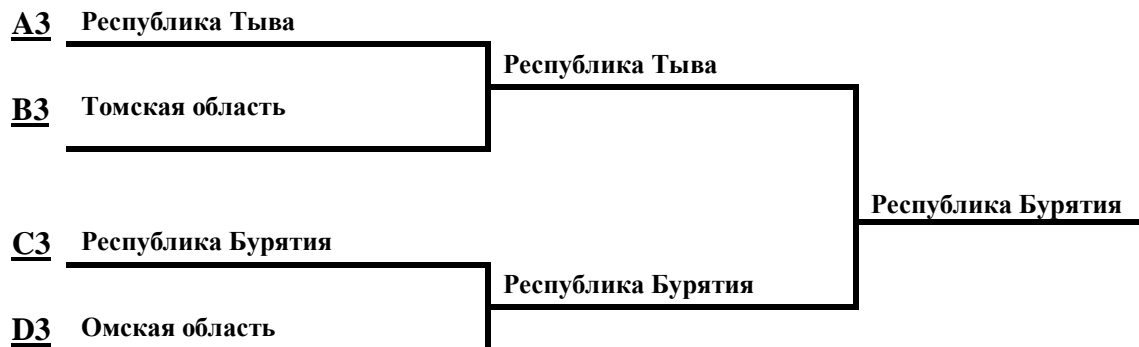 A3 Республика Тыва
Республика Тыва
B3 Томская область
Республика Бурятия
C3 Республика Бурятия
Республика Бурятия
D3 Омская область